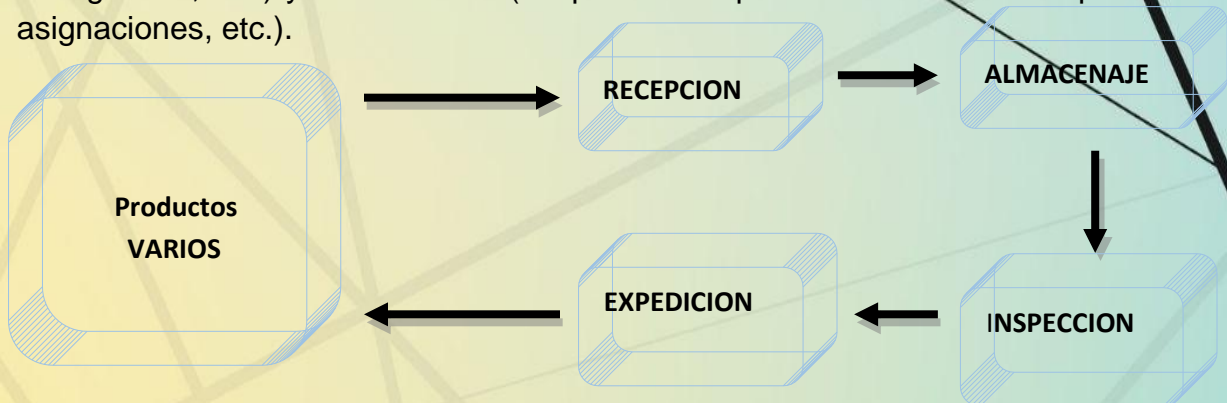 asignaciones, etc.).
RECEPCION
ALMACENAJE
Productos
VARIOS
EXPEDICION
INSPECCION